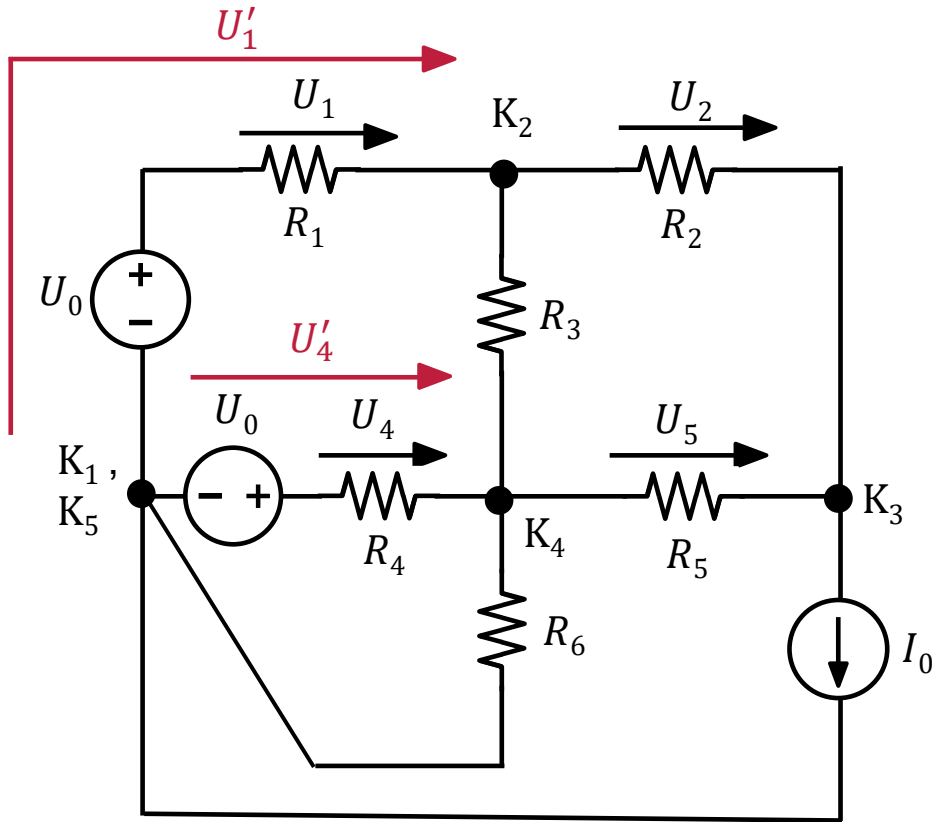 U′₁
U₁
U₂
K₂
R₁
R₂
+
U₀
−
R₃
U′₄
U₀
U₄
U₅
K₁ ,
K₅
− +
K₃
R₄
K₄
R₅
R₆
I₀